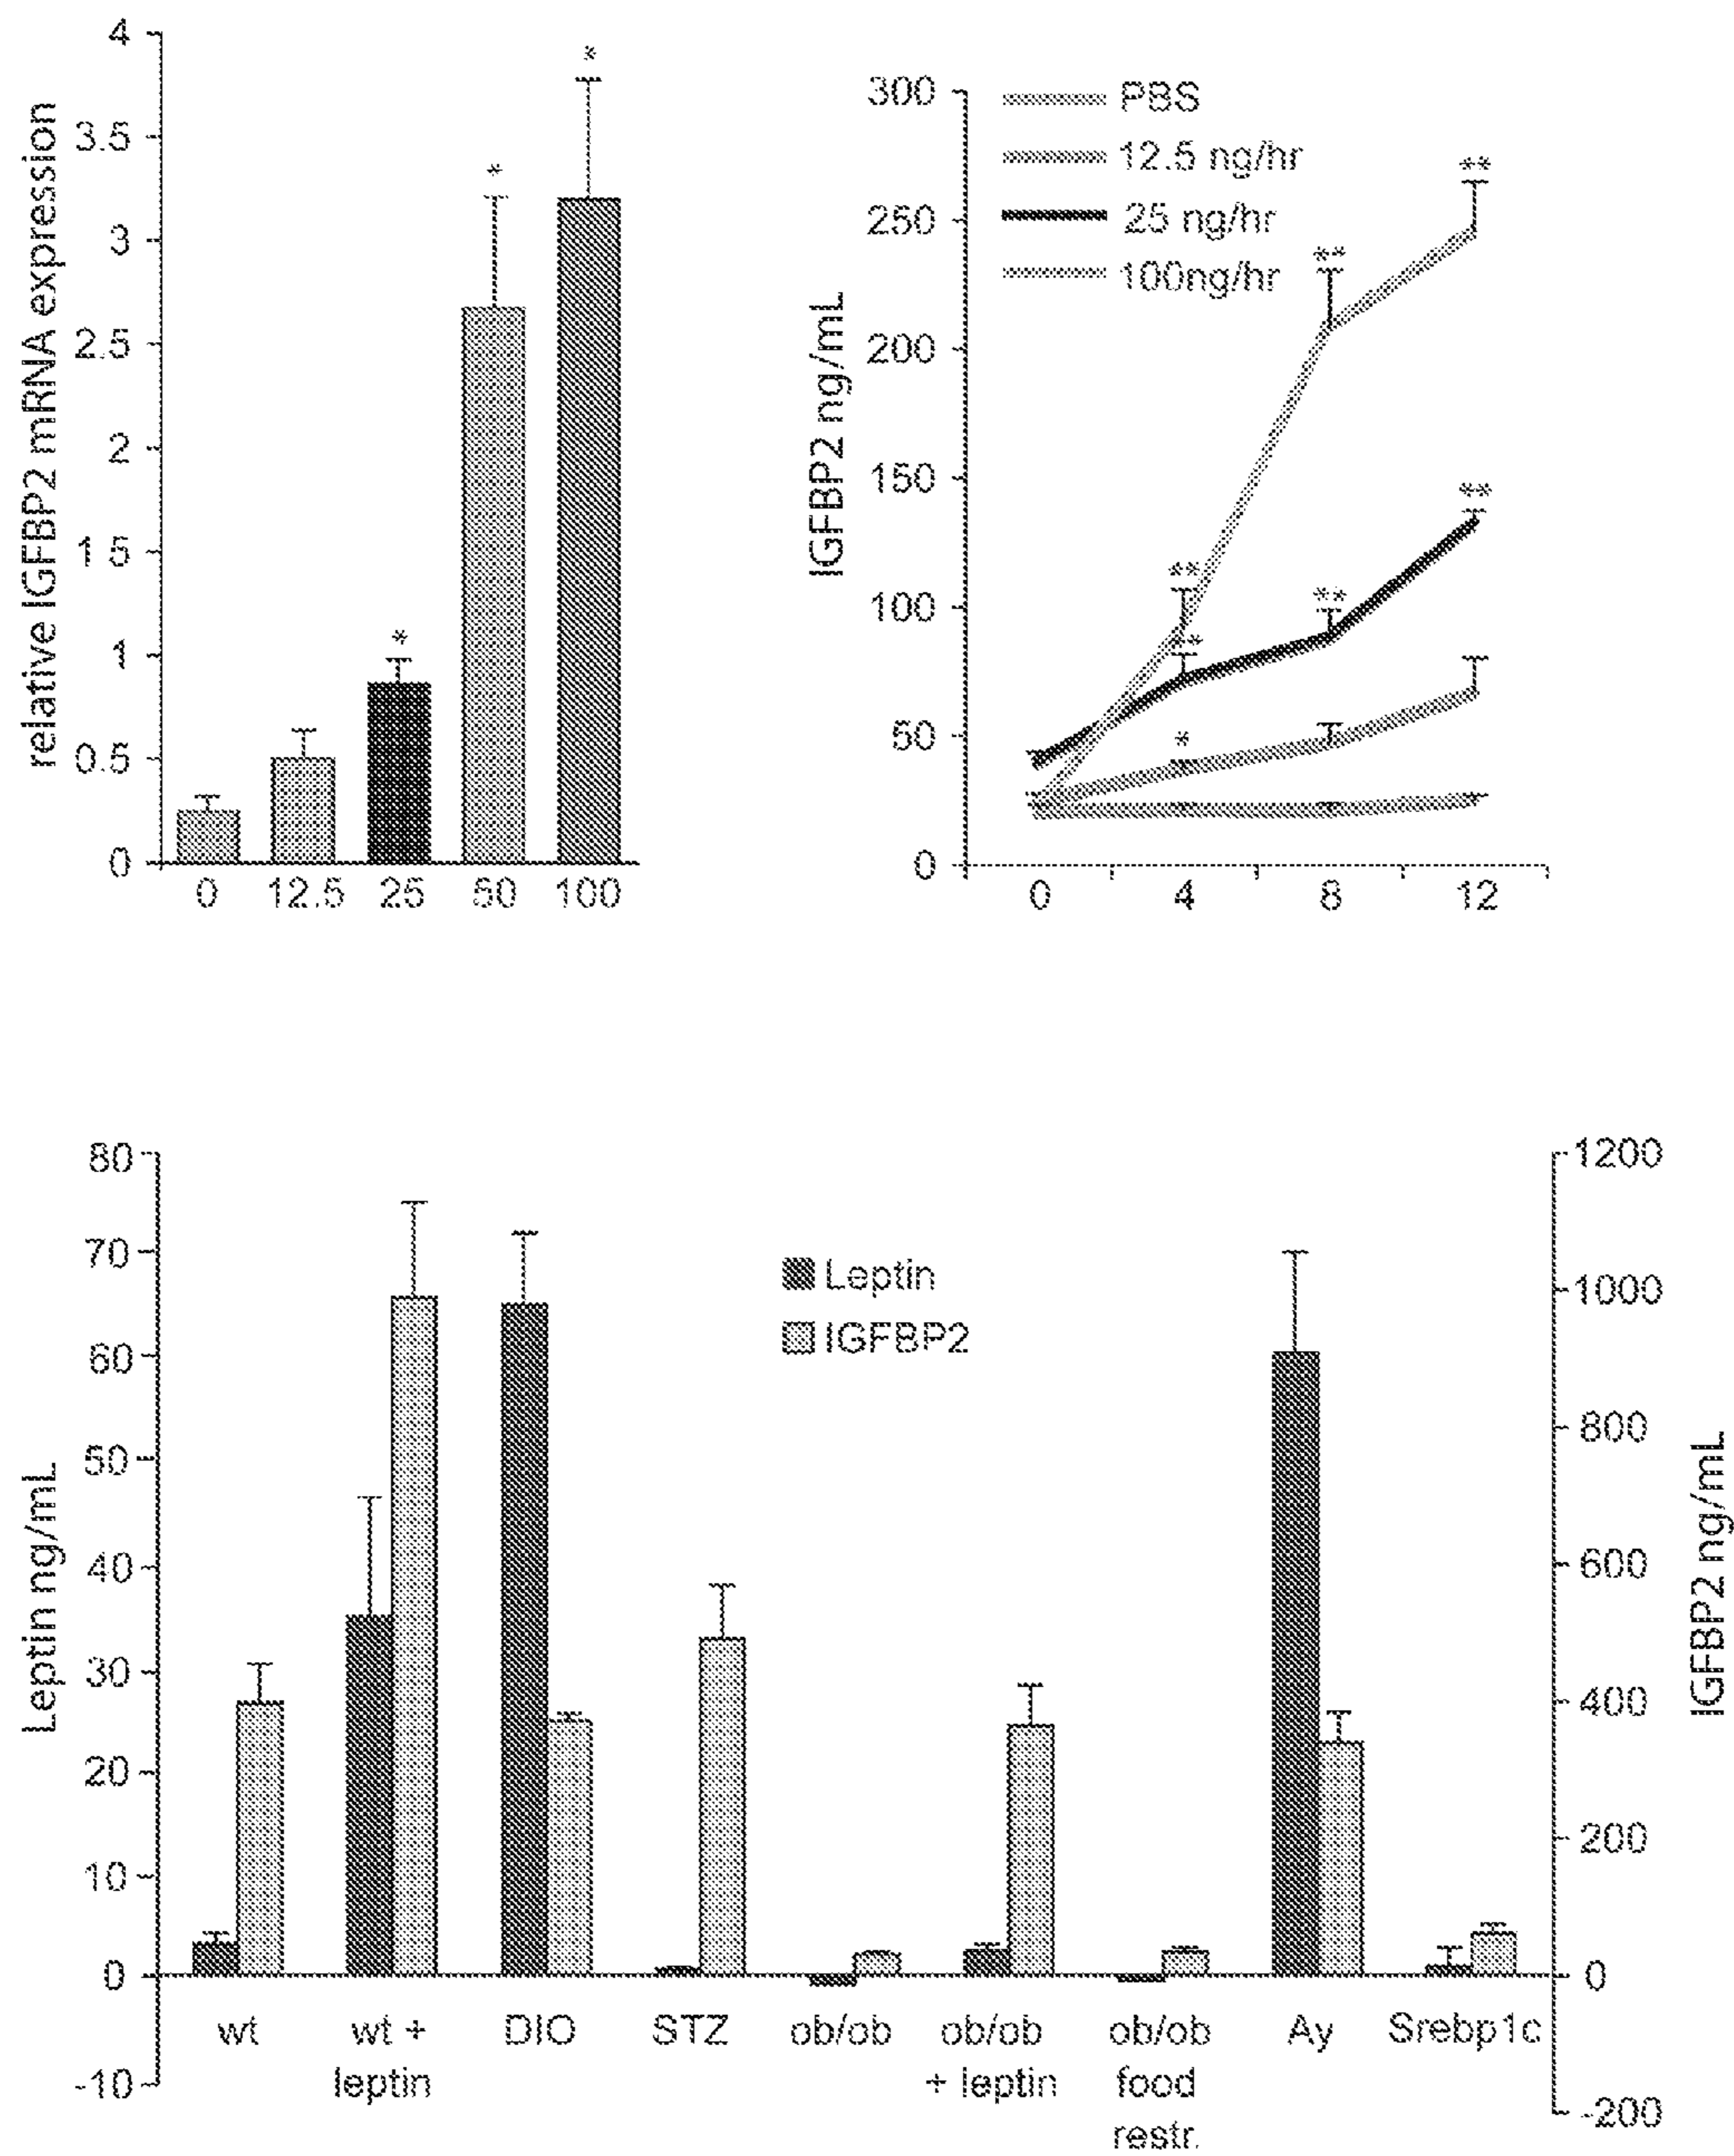 relative IGFBP2 mRNA expression
4
3.5
3
2.5
2
1.5
1
0.5
0
*
*
*
0 12.5 25 50 100
IGFBP2 ng/mL
300
250
200
150
100
50
0
PBS
12.5 ng/hr
25 ng/hr
100ng/hr
**
**
**
**
**
**
*
0 4 8 12
Leptin ng/mL
80
70
60
50
40
30
20
10
0
-10
Leptin
IGFBP2
1200
1000
800
600
400
200
0
-200
IGFBP2 ng/mL
wt wt + DIO STZ ob/ob ob/ob ob/ob Ay Srebp1c
leptin + leptin food
restr.